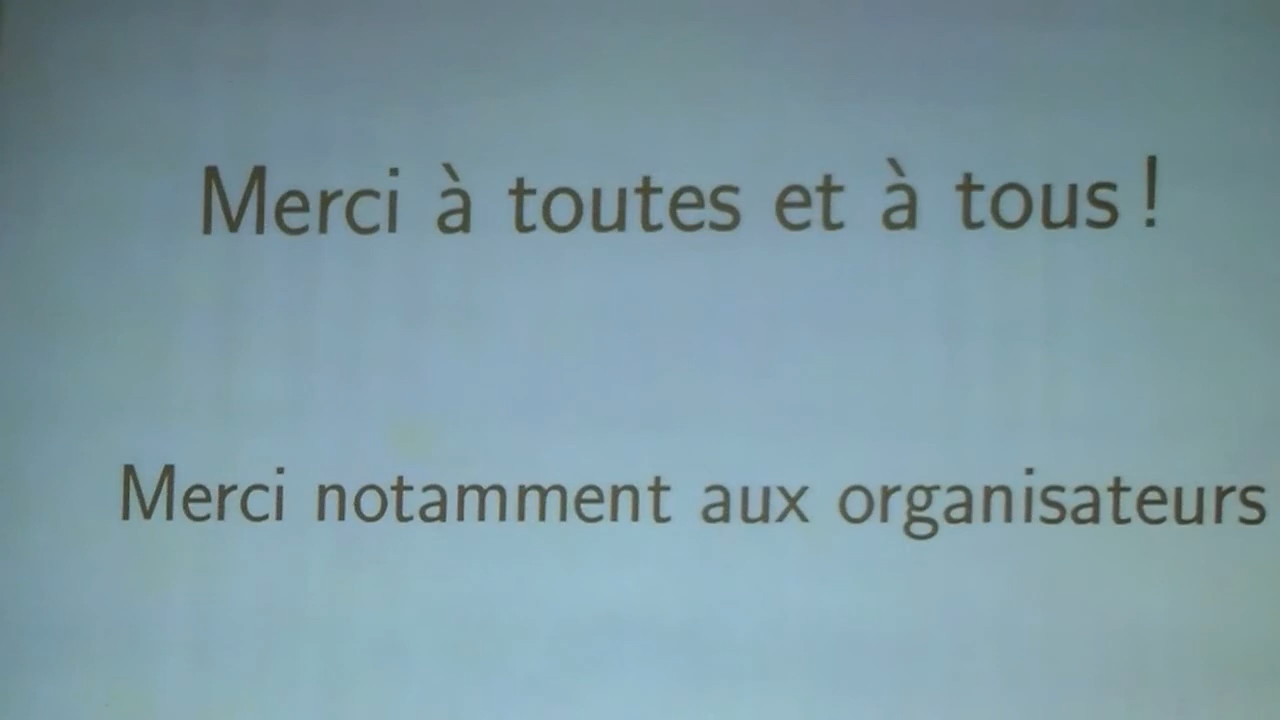 Merci à toutes et à tous !
Merci notamment aux organisateurs